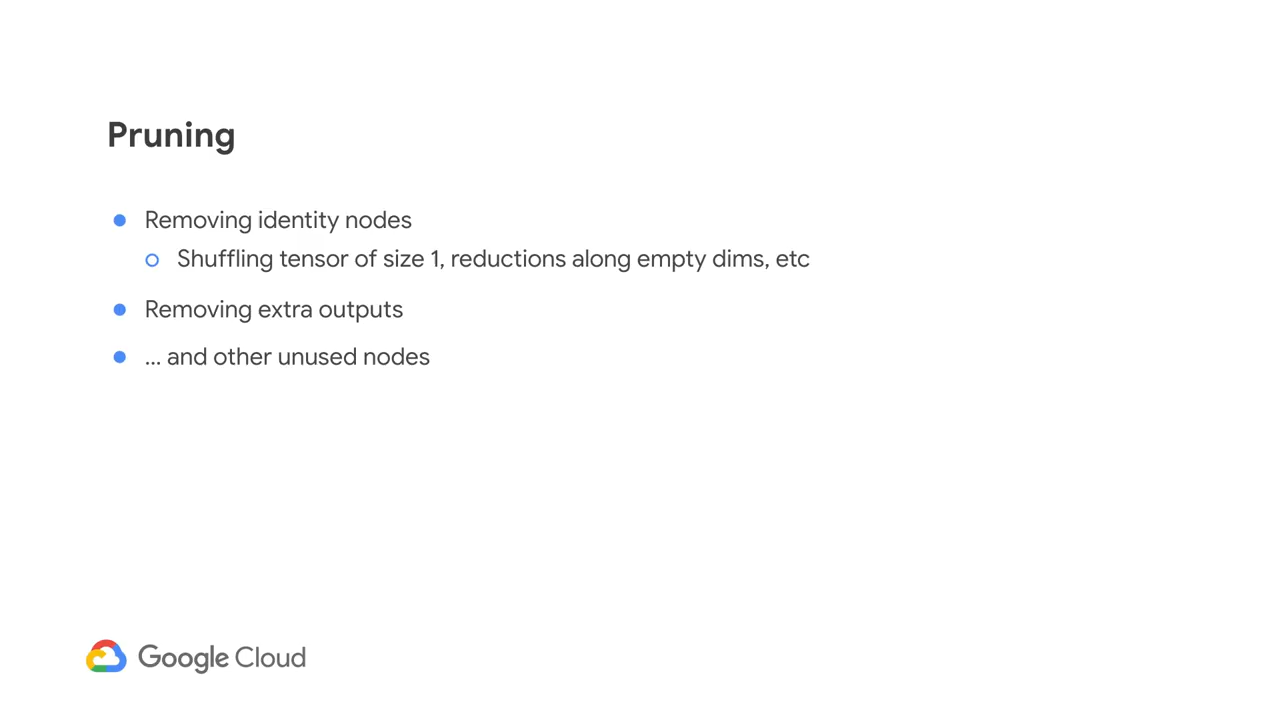 Pruning
Removing identity nodes
Shuffling tensor of size 1, reductions along empty dims, etc
Removing extra outputs
... and other unused nodes
Google Cloud